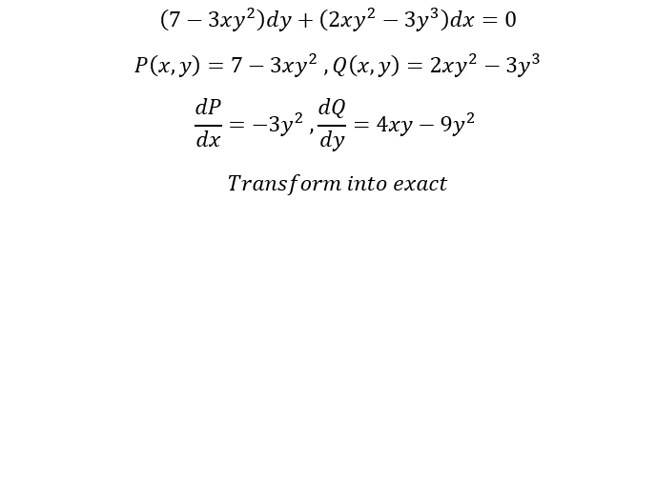 (7 − 3xy²)dy + (2xy² − 3y³)dx = 0
P(x, y) = 7 − 3xy² , Q(x, y) = 2xy² − 3y³
dP/dx = −3y² , dQ/dy = 4xy − 9y²
Transform into exact